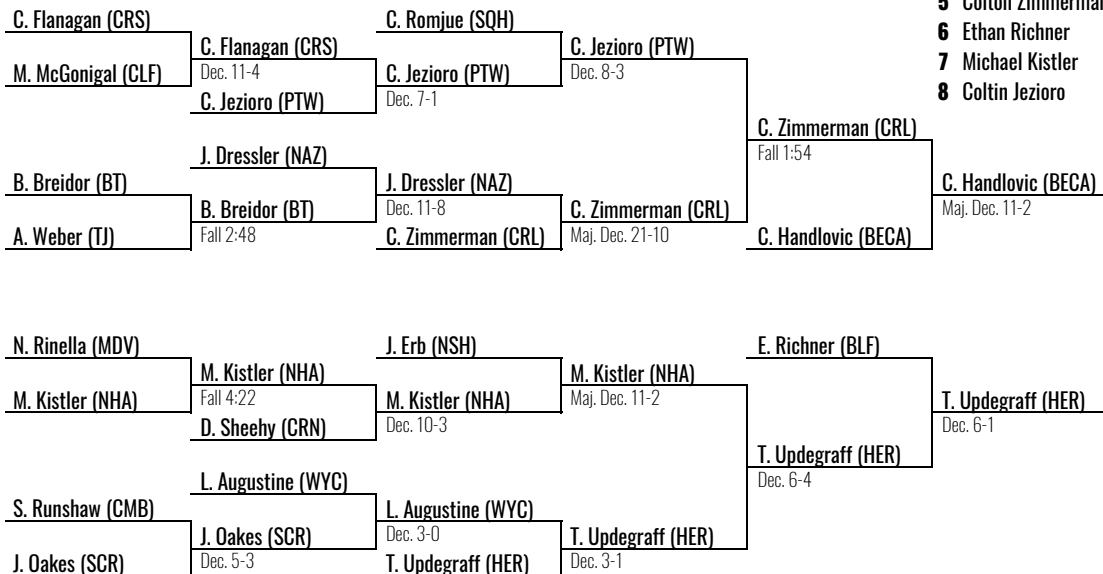 5 Colton Zimmerman
6 Ethan Richner
7 Michael Kistler
8 Coltin Jezioro
C. Flanagan (CRS)
M. McGonigal (CLF)
C. Flanagan (CRS)
Dec. 11-4
C. Jezioro (PTW)
C. Romjue (SQH)
C. Jezioro (PTW)
Dec. 7-1
C. Jezioro (PTW)
Dec. 8-3
B. Breidor (BT)
A. Weber (TJ)
J. Dressler (NAZ)
B. Breidor (BT)
Fall 2:48
J. Dressler (NAZ)
Dec. 11-8
C. Zimmerman (CRL)
C. Zimmerman (CRL)
Maj. Dec. 21-10
C. Zimmerman (CRL)
Fall 1:54
C. Handlovic (BECA)
C. Handlovic (BECA)
Maj. Dec. 11-2
N. Rinella (MDV)
M. Kistler (NHA)
M. Kistler (NHA)
Fall 4:22
D. Sheehy (CRN)
J. Erb (NSH)
M. Kistler (NHA)
Dec. 10-3
M. Kistler (NHA)
Maj. Dec. 11-2
S. Runshaw (CMB)
J. Oakes (SCR)
L. Augustine (WYC)
J. Oakes (SCR)
Dec. 5-3
L. Augustine (WYC)
Dec. 3-0
T. Updegraff (HER)
T. Updegraff (HER)
Dec. 3-1
E. Richner (BLF)
T. Updegraff (HER)
Dec. 6-4
T. Updegraff (HER)
Dec. 6-1